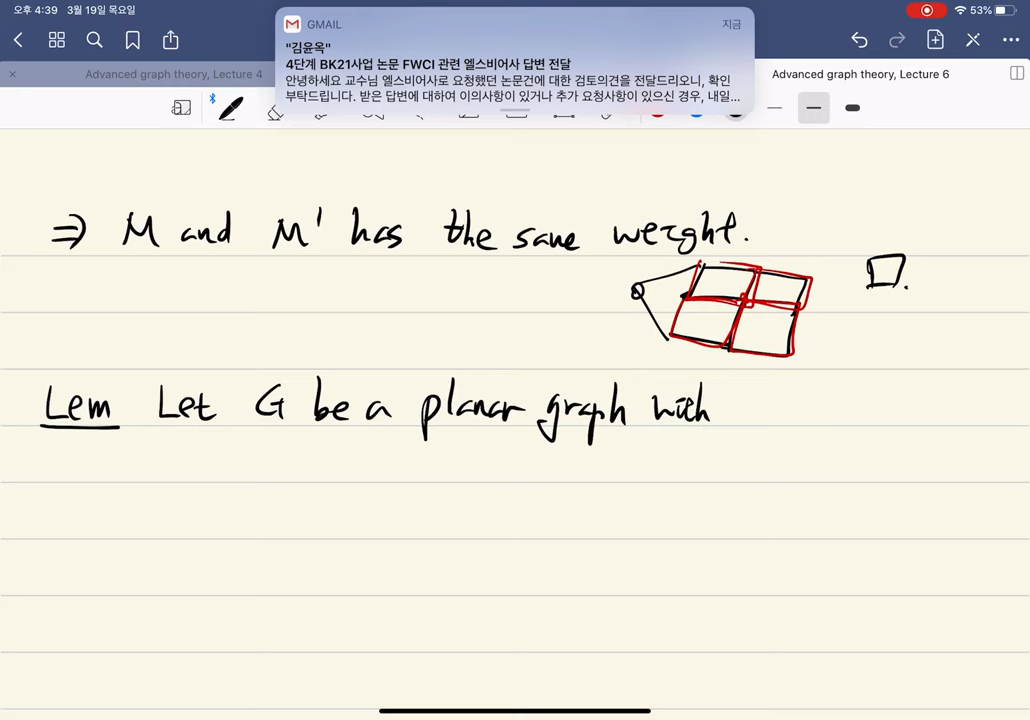 오후 4:39 3월 19일 목요일
53%
GMAIL
지금
"김윤옥"
4단계 BK21사업 논문 FWCI 관련 엘스비어사 답변 전달
안녕하세요 교수님 엘스비어사로 요청했던 논문건에 대한 검토의견을 전달드리오니, 확인
부탁드립니다. 받은 답변에 대하여 이의사항이 있거나 추가 요청사항이 있으신 경우, 내일...
Advanced graph theory, Lecture 4
Advanced graph theory, Lecture 6
⇒ M and M' has the same weight.
□.
Lem Let G be a planar graph with